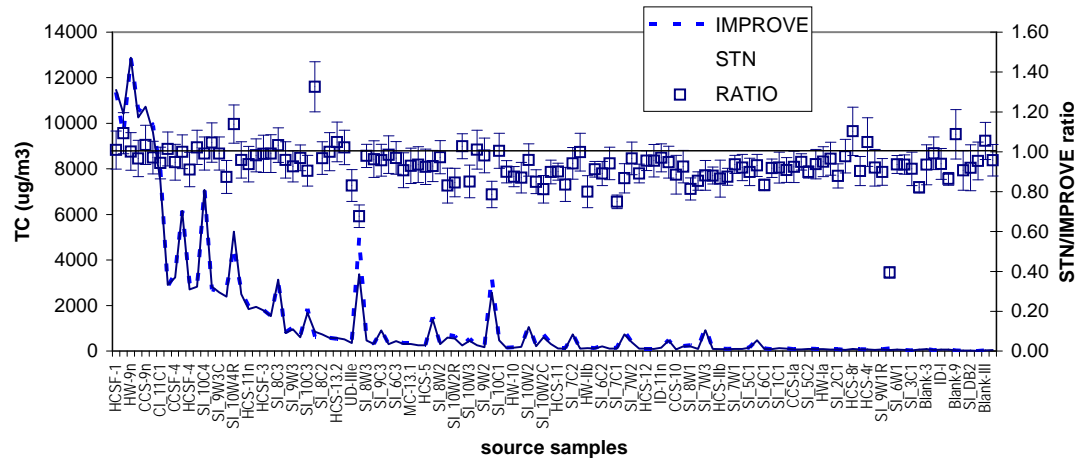 IMPROVE
STN
RATIO
14000
12000
10000
8000
6000
4000
2000
0
TC (ug/m3)
1.60
1.40
1.20
1.00
0.80
0.60
0.40
0.20
0.00
STN/IMPROVE ratio
HCSF-1
HW-9n
CCS-9n
CI_11C1
CCSF-4
HCSF-4
SI_10C4
SI_9W3C
SI_10W4R
HCS-11n
HCSF-3
SI_8C3
SI_9W3
SI_10C3
SI_8C2
HCS-13.2
UD-IIIe
SI_8W3
SI_9C3
SI_6C3
MC-13.1
HCS-5
SI_8W2
SI_10W2R
SI_10W3
SI_9W2
SI_10C1
HW-10
SI_10W2
SI_10W2C
HCS-11
SI_7C2
HW-IIb
SI_6C2
SI_7C1
SI_7W2
HCS-12
ID-11n
CCS-10
SI_8W1
SI_7W3
HCS-IIb
SI_7W1
SI_5C1
SI_6C1
SI_1C1
CCS-Ia
SI_5C2
HW-Ia
SI_2C1
HCS-8r
HCS-4r
SI_9W1R
SI_6W1
SI_3C1
Blank-3
ID-I
Blank-9
SI_DB2
Blank-III
source samples